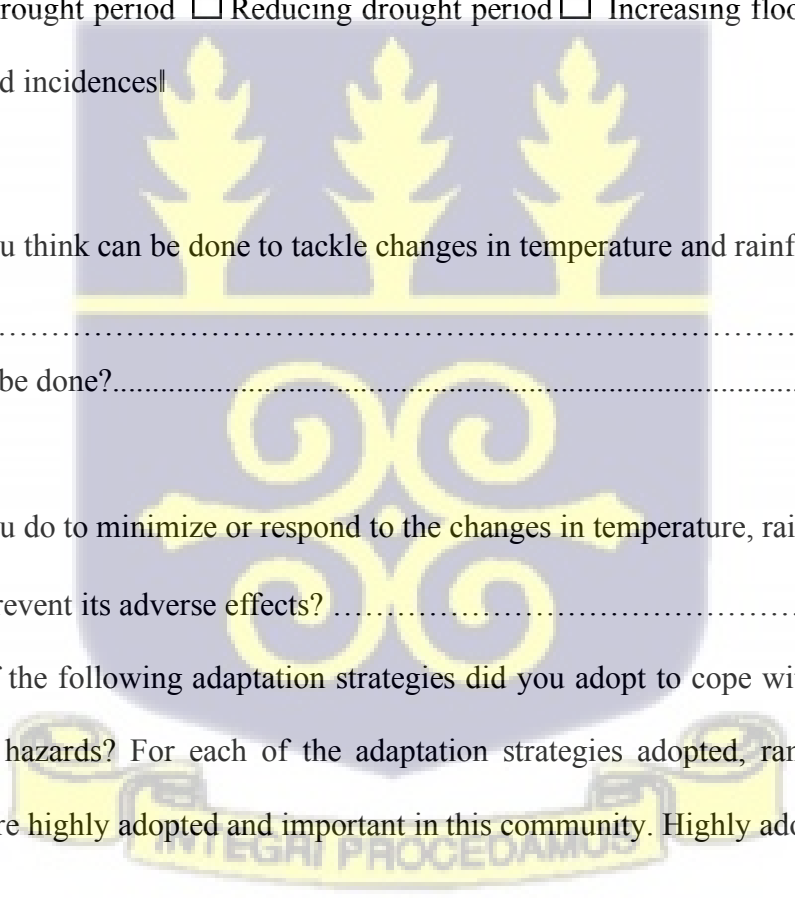 rought period ☐ Reducing drought period ☐ Increasing floo
d incidences‖
u think can be done to tackle changes in temperature and rainf
....................................................................................
be done?....................................................................................
u do to minimize or respond to the changes in temperature, rai
revent its adverse effects? ....................................................
f the following adaptation strategies did you adopt to cope wi
hazards? For each of the adaptation strategies adopted, ran
re highly adopted and important in this community. Highly ado
INTEGRI PROCEDAMUS